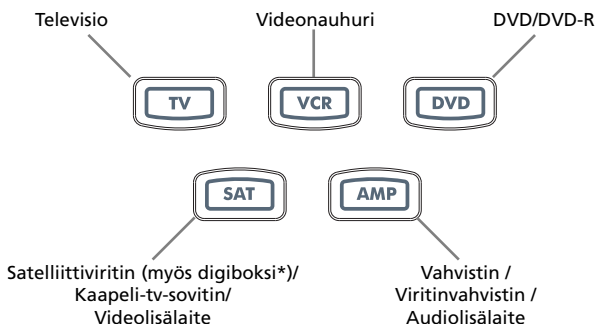 Televisio
Videonauhuri
DVD/DVD-R
TV
VCR
DVD
SAT
AMP
Satelliittiviritin (myös digiboksi*)/
Kaapeli-tv-sovitin/
Videolisälaite
Vahvistin /
Viritinvahvistin /
Audiolisälaite